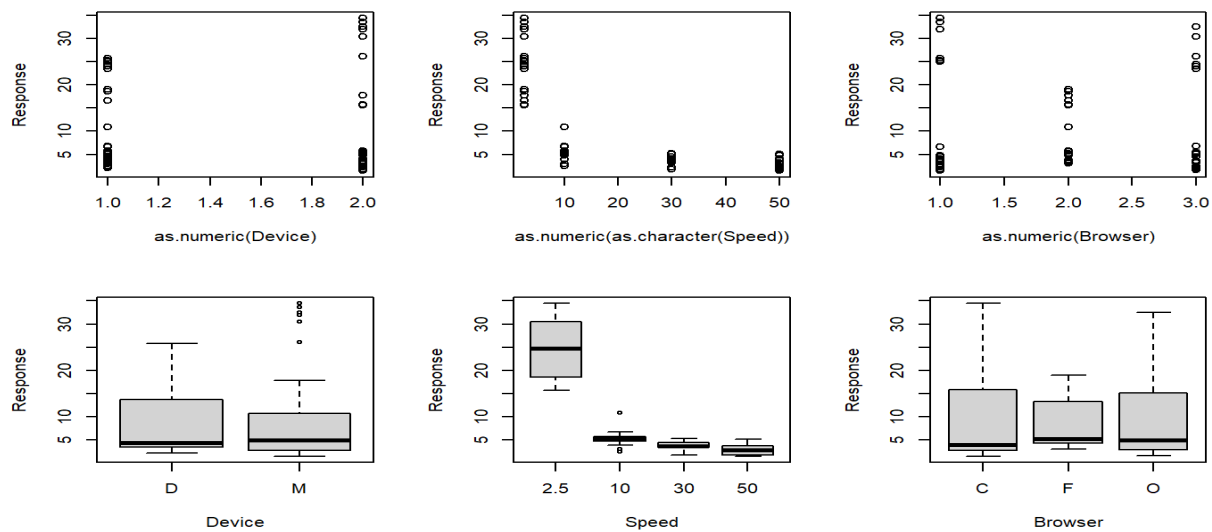 Response
30
20
10
5
1.0 1.2 1.4 1.6 1.8 2.0
as.numeric(Device)
Response
30
20
10
5
10 20 30 40 50
as.numeric(as.character(Speed))
Response
30
20
10
5
1.0 1.5 2.0 2.5 3.0
as.numeric(Browser)
Response
30
20
10
5
D M
Device
Response
30
20
10
5
2.5 10 30 50
Speed
Response
30
20
10
5
C F O
Browser